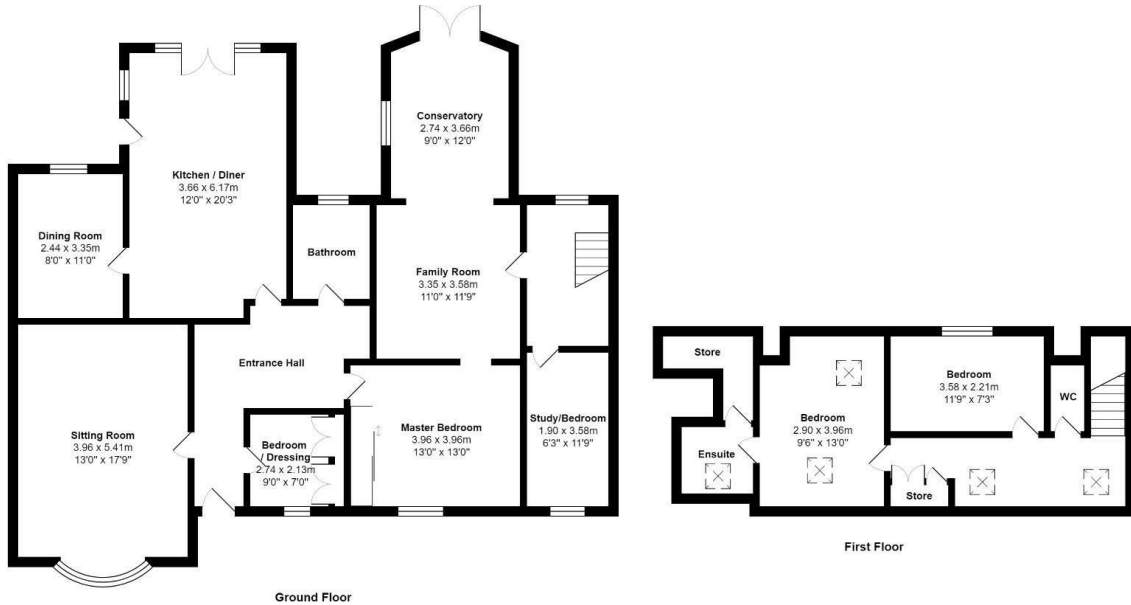 Conservatory
2.74 x 3.66m
9'0" x 12'0"
Kitchen / Diner
3.66 x 6.17m
12'0" x 20'3"
Dining Room
2.44 x 3.35m
8'0" x 11'0"
Bathroom
Family Room
3.35 x 3.58m
11'0" x 11'9"
Entrance Hall
Sitting Room
3.96 x 5.41m
13'0" x 17'9"
Bedroom
/ Dressing
2.74 x 2.13m
9'0" x 7'0"
Master Bedroom
3.96 x 3.96m
13'0" x 13'0"
Study/Bedroom
1.90 x 3.58m
6'3" x 11'9"
Ground Floor
Store
Bedroom
3.58 x 2.21m
11'9" x 7'3"
WC
Bedroom
2.90 x 3.96m
9'6" x 13'0"
Ensuite
Store
First Floor